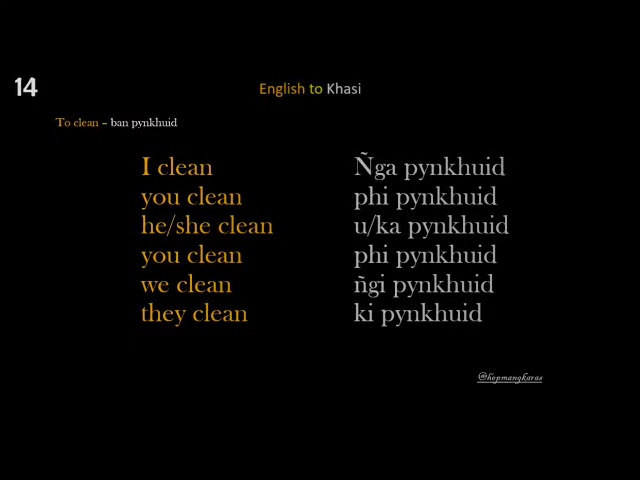 14
English to Khasi
To clean – ban pynkhuid
I clean Ñga pynkhuid
you clean phi pynkhuid
he/she clean u/ka pynkhuid
you clean phi pynkhuid
we clean ñgi pynkhuid
they clean ki pynkhuid
@hopmangkaras